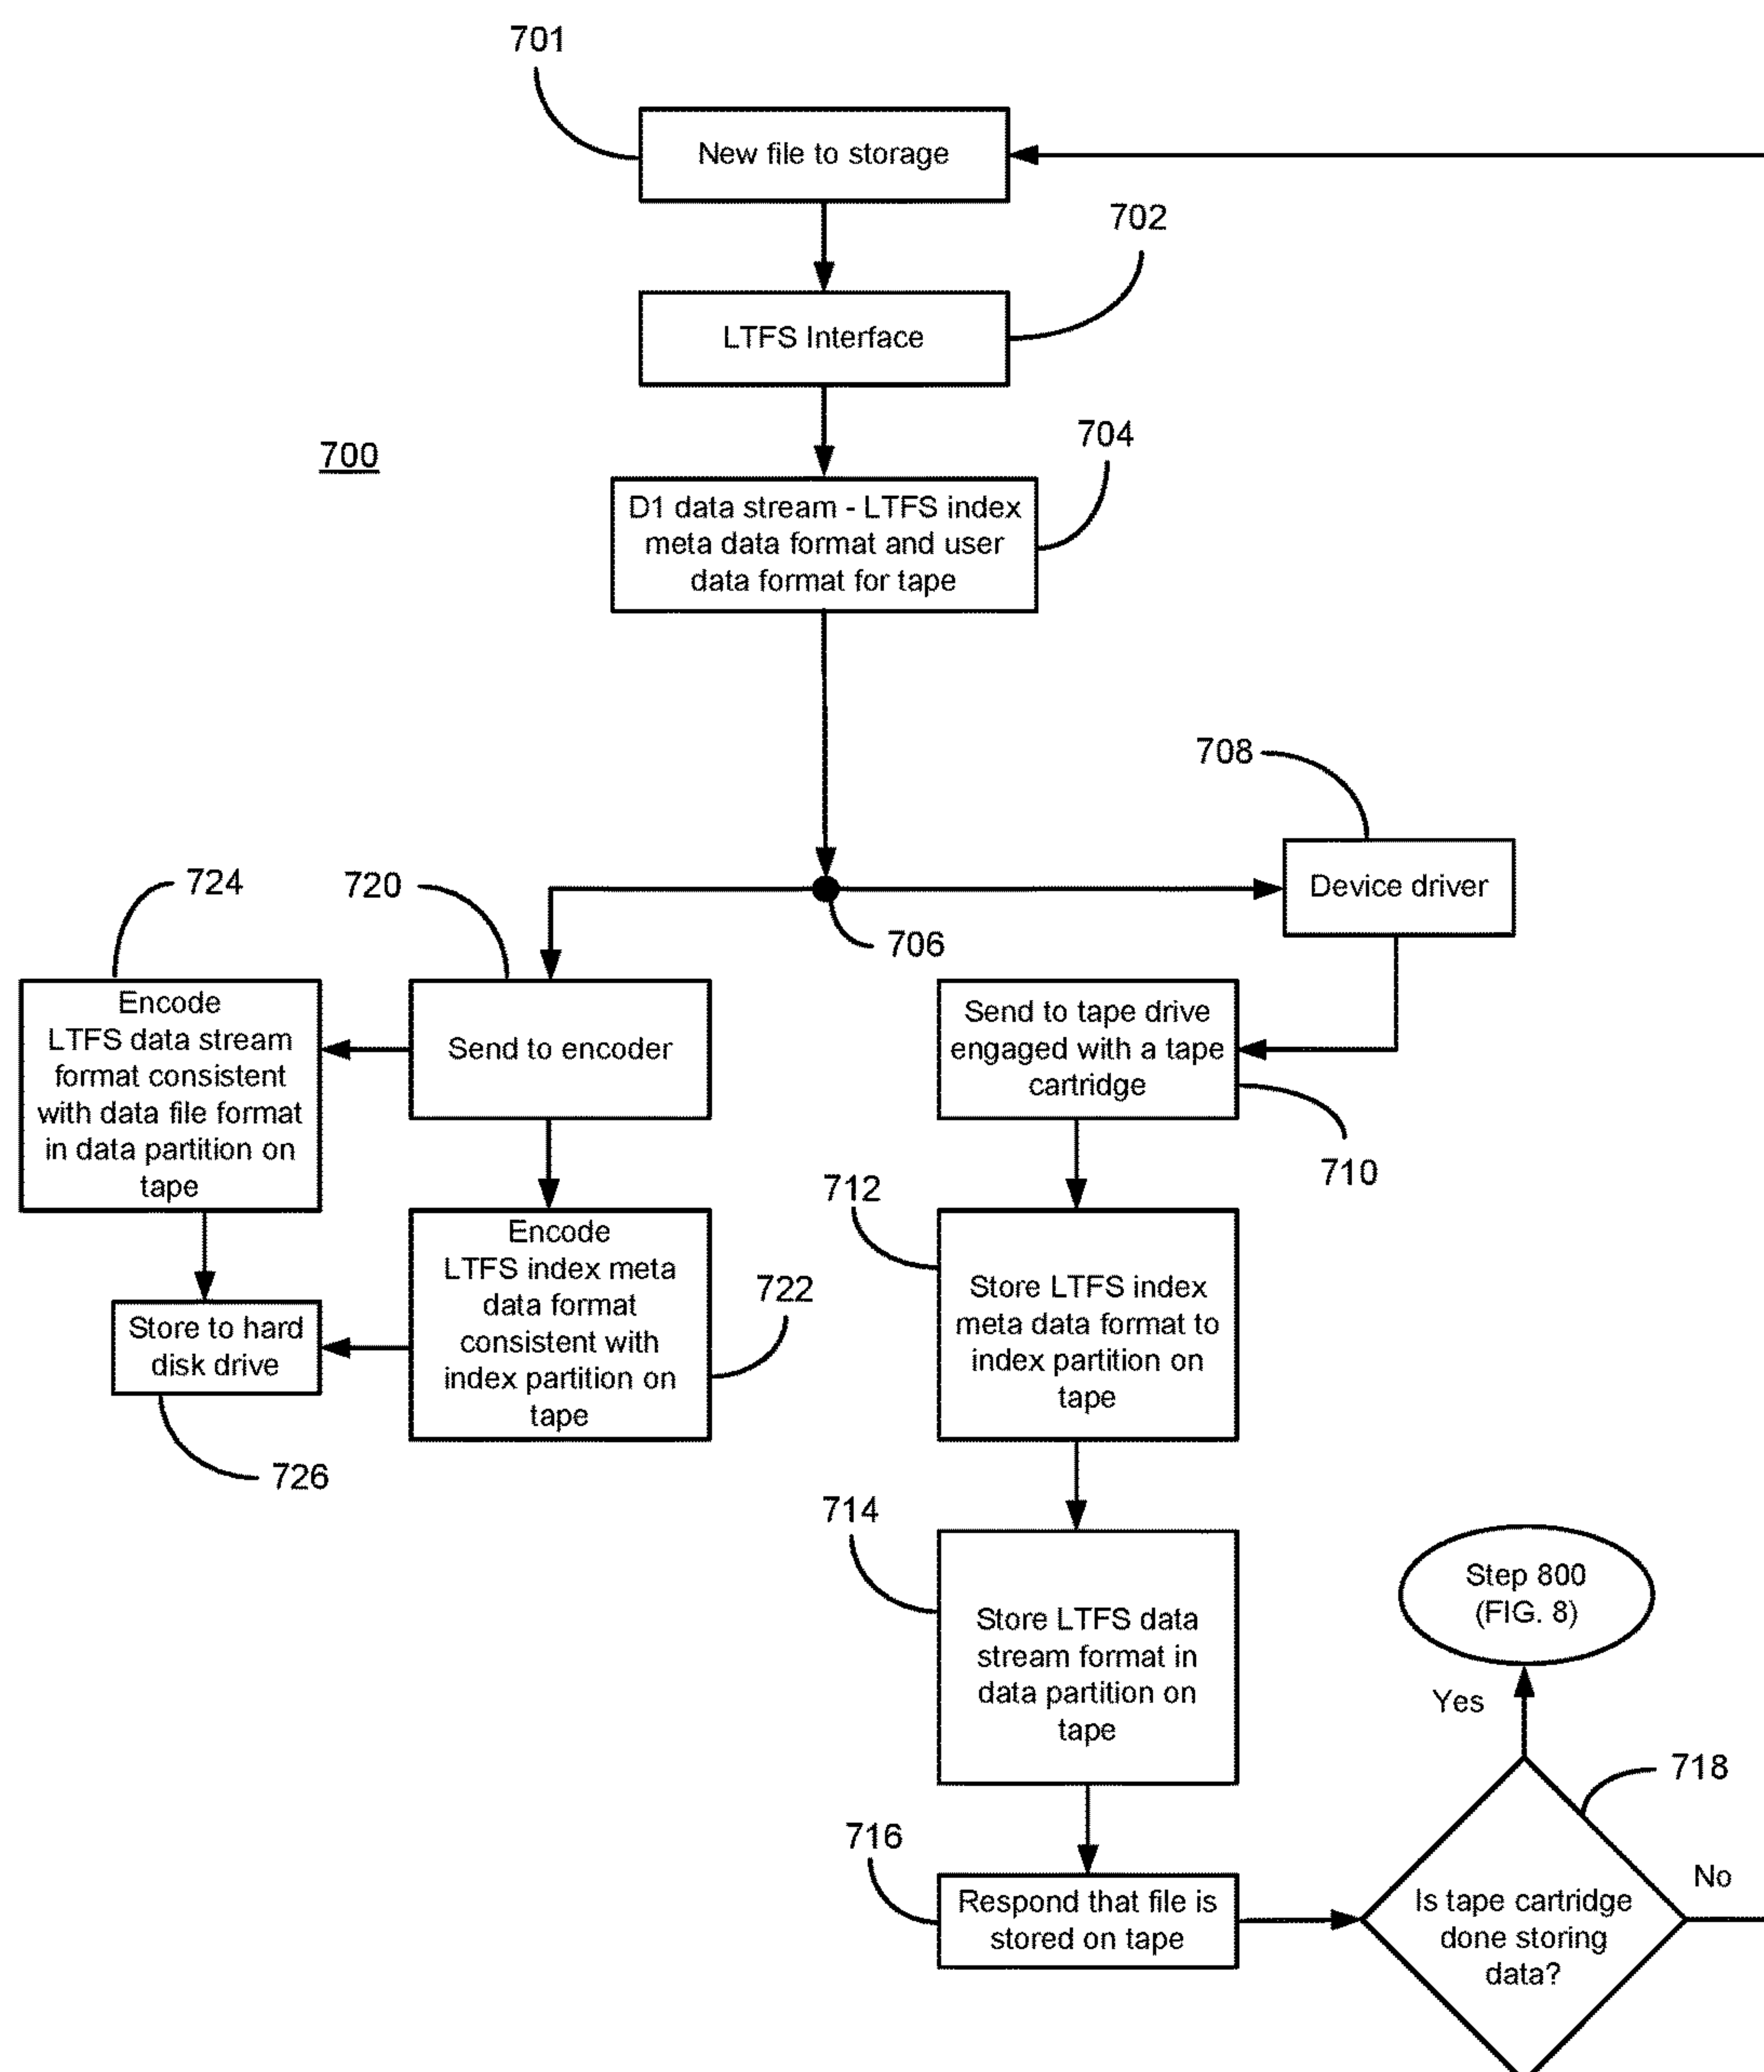 701
New file to storage
702
LTFS Interface
700
704
D1 data stream - LTFS index
meta data format and user
data format for tape
708
Device driver
706
724
720
Encode
LTFS data stream
format consistent
with data file format
in data partition on
tape
Send to encoder
Send to tape drive
engaged with a tape
cartridge
710
712
Encode
LTFS index meta
data format
consistent with
index partition on
tape
722
Store LTFS index
meta data format to
index partition on
tape
Store to hard
disk drive
726
714
Store LTFS data
stream format in
data partition on
tape
Step 800
(FIG. 8)
Yes
718
716
Respond that file is
stored on tape
Is tape cartridge
done storing
data?
No